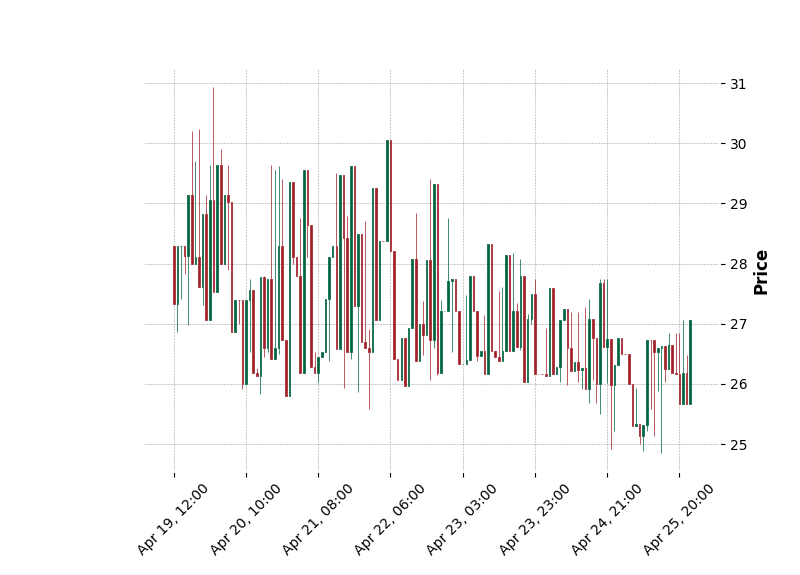 31
30
29
28
27
26
25
Price
Apr 19, 12:00
Apr 20, 10:00
Apr 21, 08:00
Apr 22, 06:00
Apr 23, 03:00
Apr 23, 23:00
Apr 24, 21:00
Apr 25, 20:00